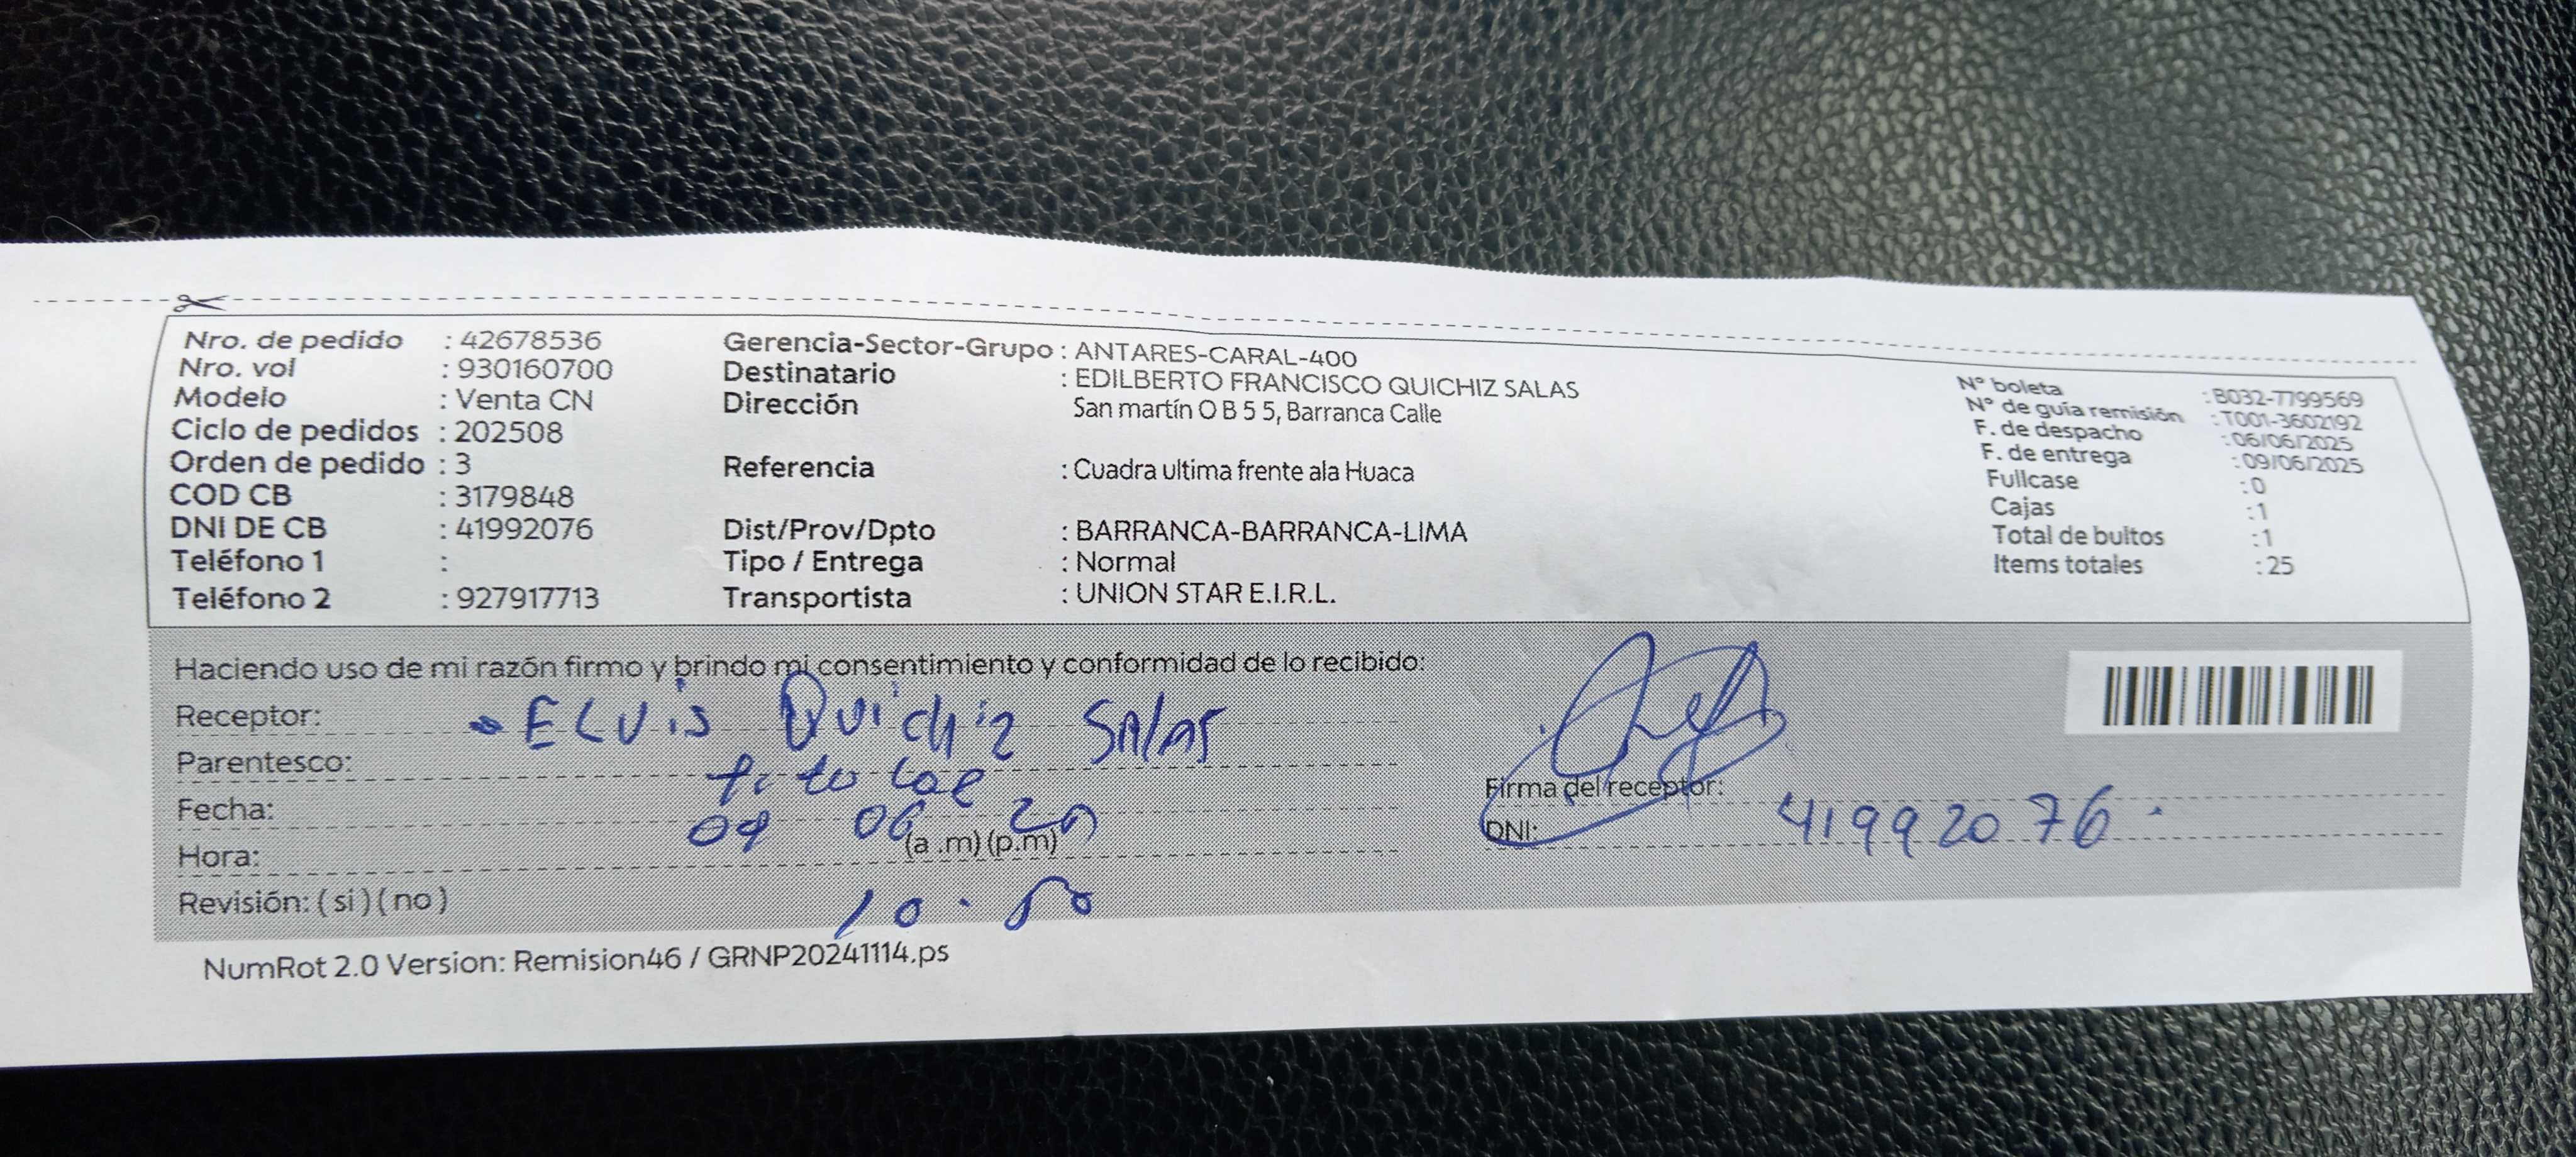 Nro. de pedido : 42678536
Nro. vol : 930160700
Modelo : Venta CN
Ciclo de pedidos : 202508
Orden de pedido : 3
COD CB : 3179848
DNI DE CB : 41992076
Teléfono 1 :
Teléfono 2 : 927917713
Gerencia-Sector-Grupo : ANTARES-CARAL-400
Destinatario : EDILBERTO FRANCISCO QUICHIZ SALAS
Dirección San martín O B 5 5, Barranca Calle
Referencia : Cuadra ultima frente ala Huaca
Dist/Prov/Dpto : BARRANCA-BARRANCA-LIMA
Tipo / Entrega : Normal
Transportista : UNION STAR E.I.R.L.
N° boleta : B032-7799569
N° de guía remisión : T001-3602192
F. de despacho : 06/06/2025
F. de entrega : 09/06/2025
Fullcase : 0
Cajas : 1
Total de bultos : 1
Items totales : 25
Haciendo uso de mi razón firmo y brindo mi consentimiento y conformidad de lo recibido:
Receptor: ELVis Quichiz SAlAS
Parentesco: titular
Fecha: 09 06
Hora: (a .m) (p.m)
Revisión: ( si ) ( no ) 10.50
Firma del receptor:
DNI: 41992076.
NumRot 2.0 Version: Remision46 / GRNP20241114.ps